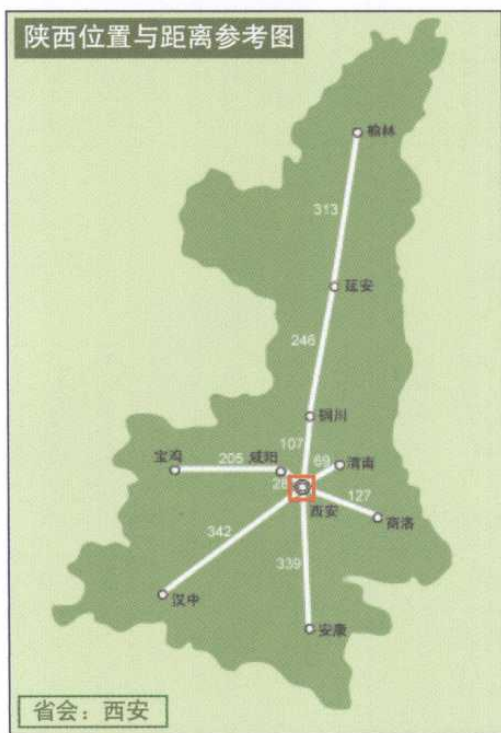 陕西位置与距离参考图
榆林
313
延安
246
铜川
107
宝鸡
205
咸阳
69
渭南
28
西安
127
商洛
342
339
汉中
安康
省会：西安